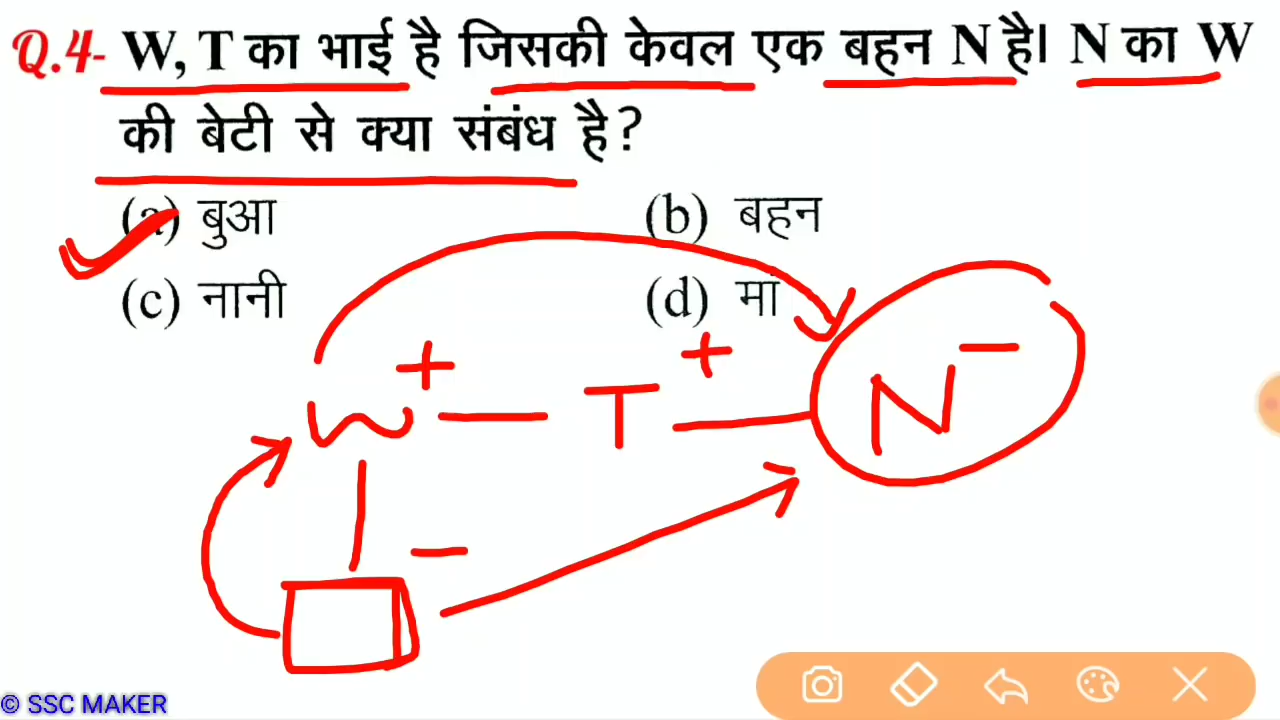 Q.4- W, T का भाई है जिसकी केवल एक बहन N है। N का W
की बेटी से क्या संबंध है?
(a) बुआ (b) बहन
(c) नानी (d) मां
W + T + N -
-
© SSC MAKER